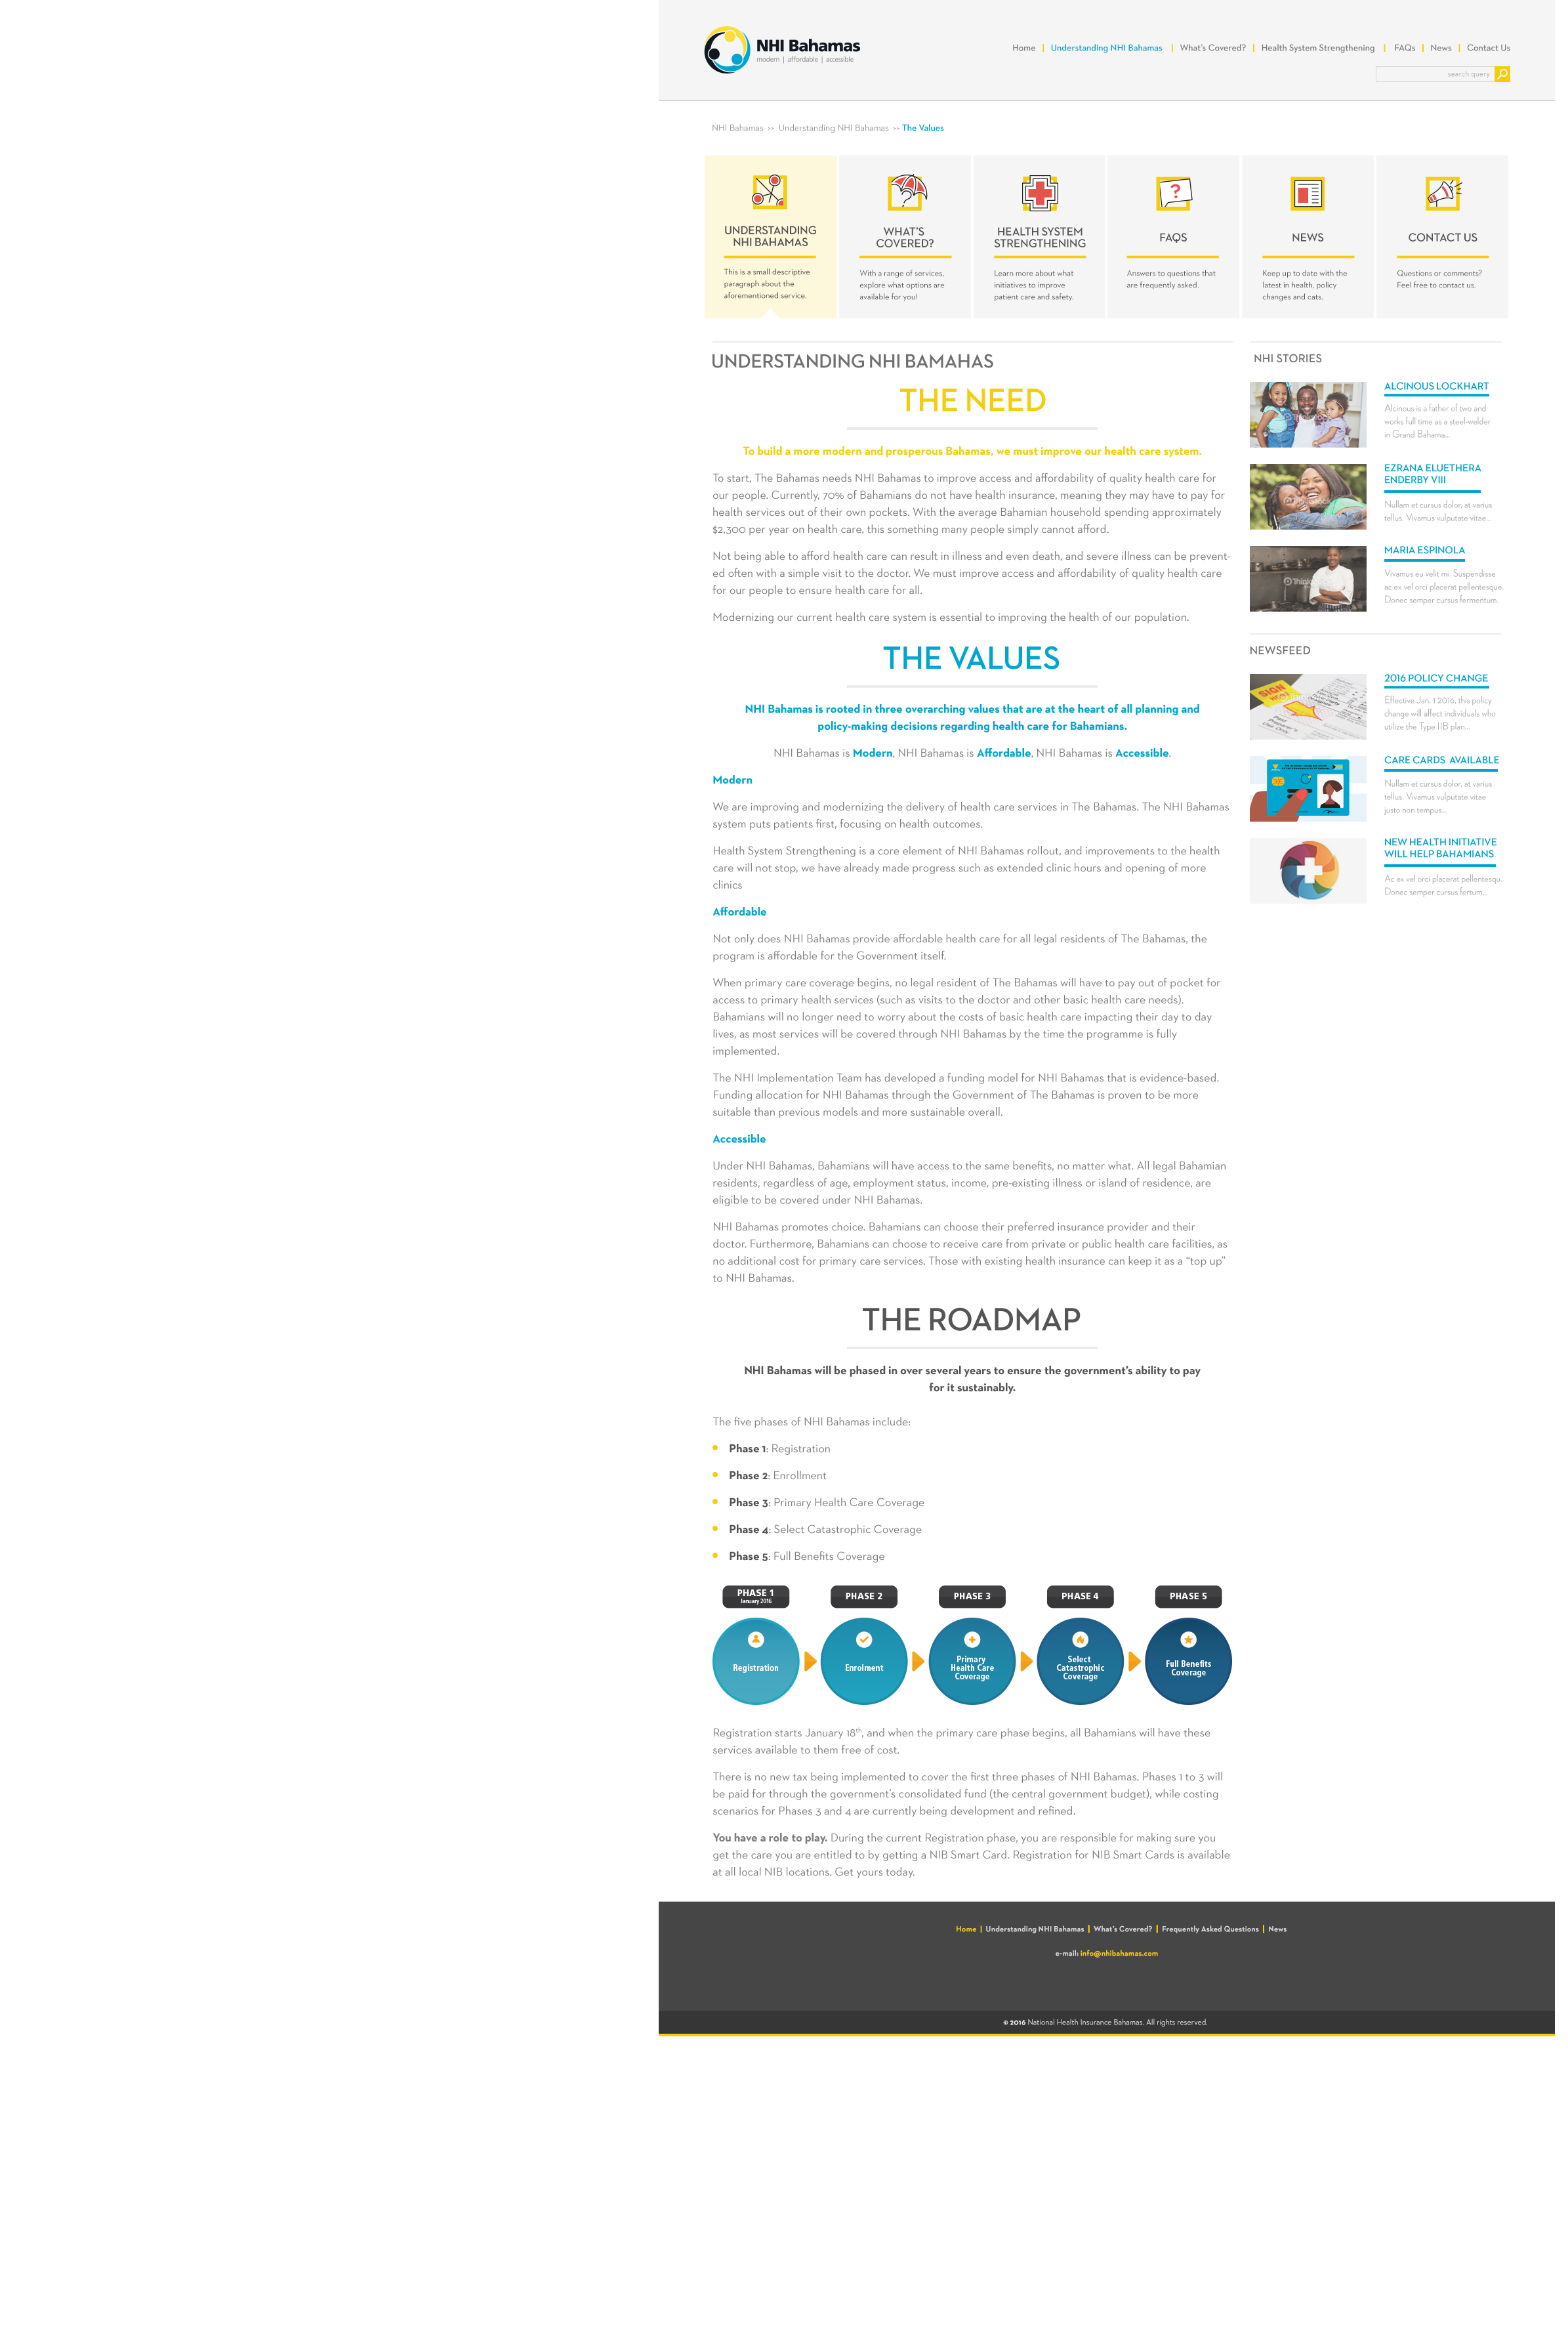 NHI Bahamas
modern | affordable | accessible
Home | Understanding NHI Bahamas | What's Covered? | Health System Strengthening | FAQs | News | Contact Us
search query
NHI Bahamas >> Understanding NHI Bahamas >> The Values
UNDERSTANDING
NHI BAHAMAS
This is a small descriptive
paragraph about the
aforementioned service.
WHAT'S
COVERED?
With a range of services,
explore what options are
available for you!
HEALTH SYSTEM
STRENGTHENING
Learn more about what
initiatives to improve
patient care and safety.
?
FAQS
Answers to questions that
are frequently asked.
NEWS
Keep up to date with the
latest in health, policy
changes and cats.
CONTACT US
Questions or comments?
Feel free to contact us.
UNDERSTANDING NHI BAMAHAS
THE NEED
To build a more modern and prosperous Bahamas, we must improve our health care system.
To start, The Bahamas needs NHI Bahamas to improve access and affordability of quality health care for
our people. Currently, 70% of Bahamians do not have health insurance, meaning they may have to pay for
health services out of their own pockets. With the average Bahamian household spending approximately
$2,300 per year on health care, this something many people simply cannot afford.
Not being able to afford health care can result in illness and even death, and severe illness can be prevent-
ed often with a simple visit to the doctor. We must improve access and affordability of quality health care
for our people to ensure health care for all.
Modernizing our current health care system is essential to improving the health of our population.
THE VALUES
NHI Bahamas is rooted in three overarching values that are at the heart of all planning and
policy-making decisions regarding health care for Bahamians.
NHI Bahamas is Modern, NHI Bahamas is Affordable, NHI Bahamas is Accessible.
Modern
We are improving and modernizing the delivery of health care services in The Bahamas. The NHI Bahamas
system puts patients first, focusing on health outcomes.
Health System Strengthening is a core element of NHI Bahamas rollout, and improvements to the health
care will not stop, we have already made progress such as extended clinic hours and opening of more
clinics
Affordable
Not only does NHI Bahamas provide affordable health care for all legal residents of The Bahamas, the
program is affordable for the Government itself.
When primary care coverage begins, no legal resident of The Bahamas will have to pay out of pocket for
access to primary health services (such as visits to the doctor and other basic health care needs).
Bahamians will no longer need to worry about the costs of basic health care impacting their day to day
lives, as most services will be covered through NHI Bahamas by the time the programme is fully
implemented.
The NHI Implementation Team has developed a funding model for NHI Bahamas that is evidence-based.
Funding allocation for NHI Bahamas through the Government of The Bahamas is proven to be more
suitable than previous models and more sustainable overall.
Accessible
Under NHI Bahamas, Bahamians will have access to the same benefits, no matter what. All legal Bahamian
residents, regardless of age, employment status, income, pre-existing illness or island of residence, are
eligible to be covered under NHI Bahamas.
NHI Bahamas promotes choice. Bahamians can choose their preferred insurance provider and their
doctor. Furthermore, Bahamians can choose to receive care from private or public health care facilities, as
no additional cost for primary care services. Those with existing health insurance can keep it as a "top up"
to NHI Bahamas.
THE ROADMAP
NHI Bahamas will be phased in over several years to ensure the government's ability to pay
for it sustainably.
The five phases of NHI Bahamas include:
Phase 1: Registration
Phase 2: Enrollment
Phase 3: Primary Health Care Coverage
Phase 4: Select Catastrophic Coverage
Phase 5: Full Benefits Coverage
PHASE 1
January 2016
Registration
PHASE 2
Enrolment
PHASE 3
Primary
Health Care
Coverage
PHASE 4
Select
Catastrophic
Coverage
PHASE 5
Full Benefits
Coverage
Registration starts January 18th, and when the primary care phase begins, all Bahamians will have these
services available to them free of cost.
There is no new tax being implemented to cover the first three phases of NHI Bahamas. Phases 1 to 3 will
be paid for through the government's consolidated fund (the central government budget), while costing
scenarios for Phases 3 and 4 are currently being development and refined.
You have a role to play. During the current Registration phase, you are responsible for making sure you
get the care you are entitled to by getting a NIB Smart Card. Registration for NIB Smart Cards is available
at all local NIB locations. Get yours today.
NHI STORIES
ALCINOUS LOCKHART
Alcinous is a father of two and
works full time as a steel-welder
in Grand Bahama...
EZRANA ELUETHERA
ENDERBY VIII
Nullam et cursus dolor, at varius
tellus. Vivamus vulputate vitae...
MARIA ESPINOLA
Vivamus eu velit mi. Suspendisse
ac ex vel orci placerat pellentesque.
Donec semper cursus fermentum.
NEWSFEED
SIGN
2016 POLICY CHANGE
Effective Jan. 1 2016, this policy
change will affect individuals who
utilize the Type IIB plan...
CARE CARDS AVAILABLE
Nullam et cursus dolor, at varius
tellus. Vivamus vulputate vitae
justo non tempus...
NEW HEALTH INITIATIVE
WILL HELP BAHAMIANS
Ac ex vel orci placerat pellentesqu.
Donec semper cursus fertum...
Home | Understanding NHI Bahamas | What's Covered? | Frequently Asked Questions | News
e-mail: info@nhibahamas.com
© 2016 National Health Insurance Bahamas. All rights reserved.